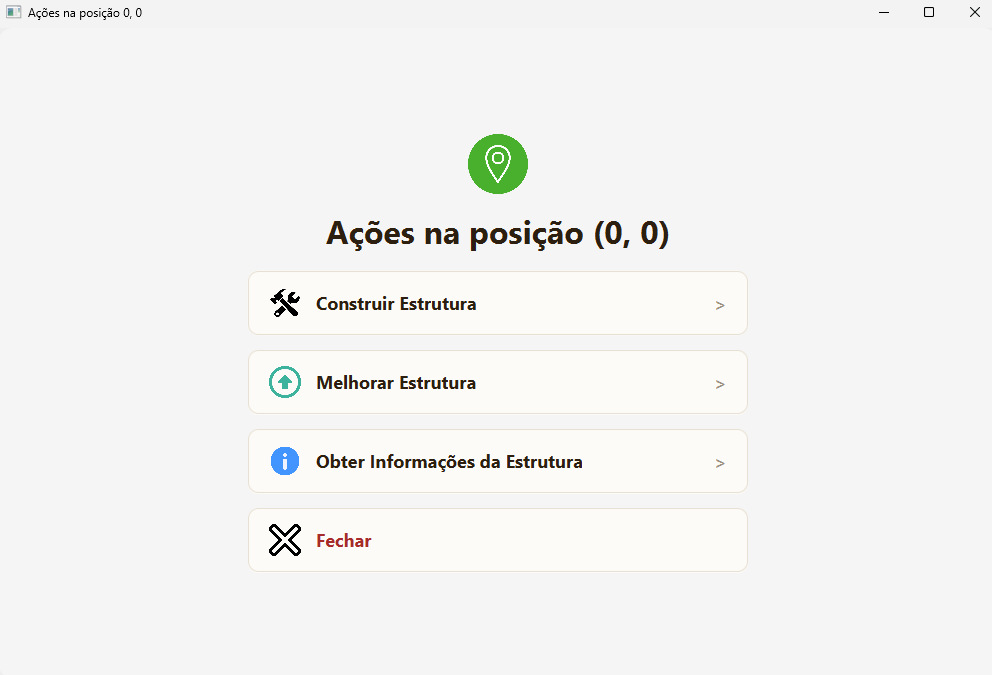 Ações na posição 0, 0
Ações na posição (0, 0)
Construir Estrutura >
Melhorar Estrutura >
Obter Informações da Estrutura >
Fechar